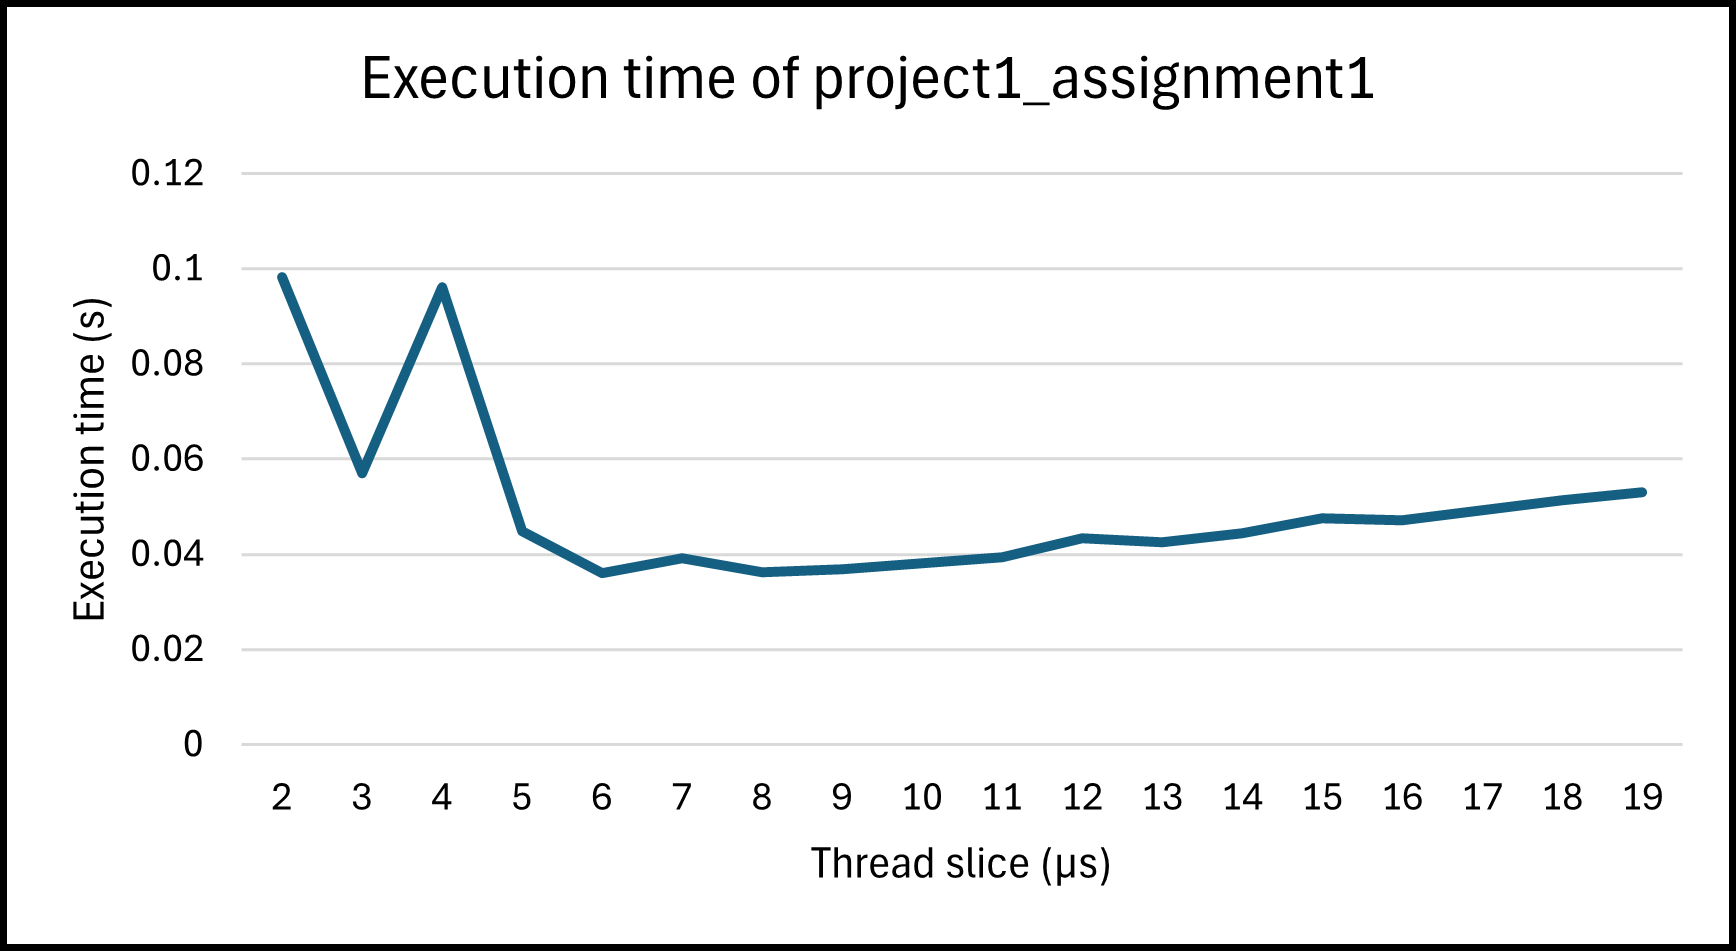 Execution time of project1_assignment1
0.12
0.1
0.08
0.06
0.04
0.02
0
Execution time (s)
2 3 4 5 6 7 8 9 10 11 12 13 14 15 16 17 18 19
Thread slice (µs)